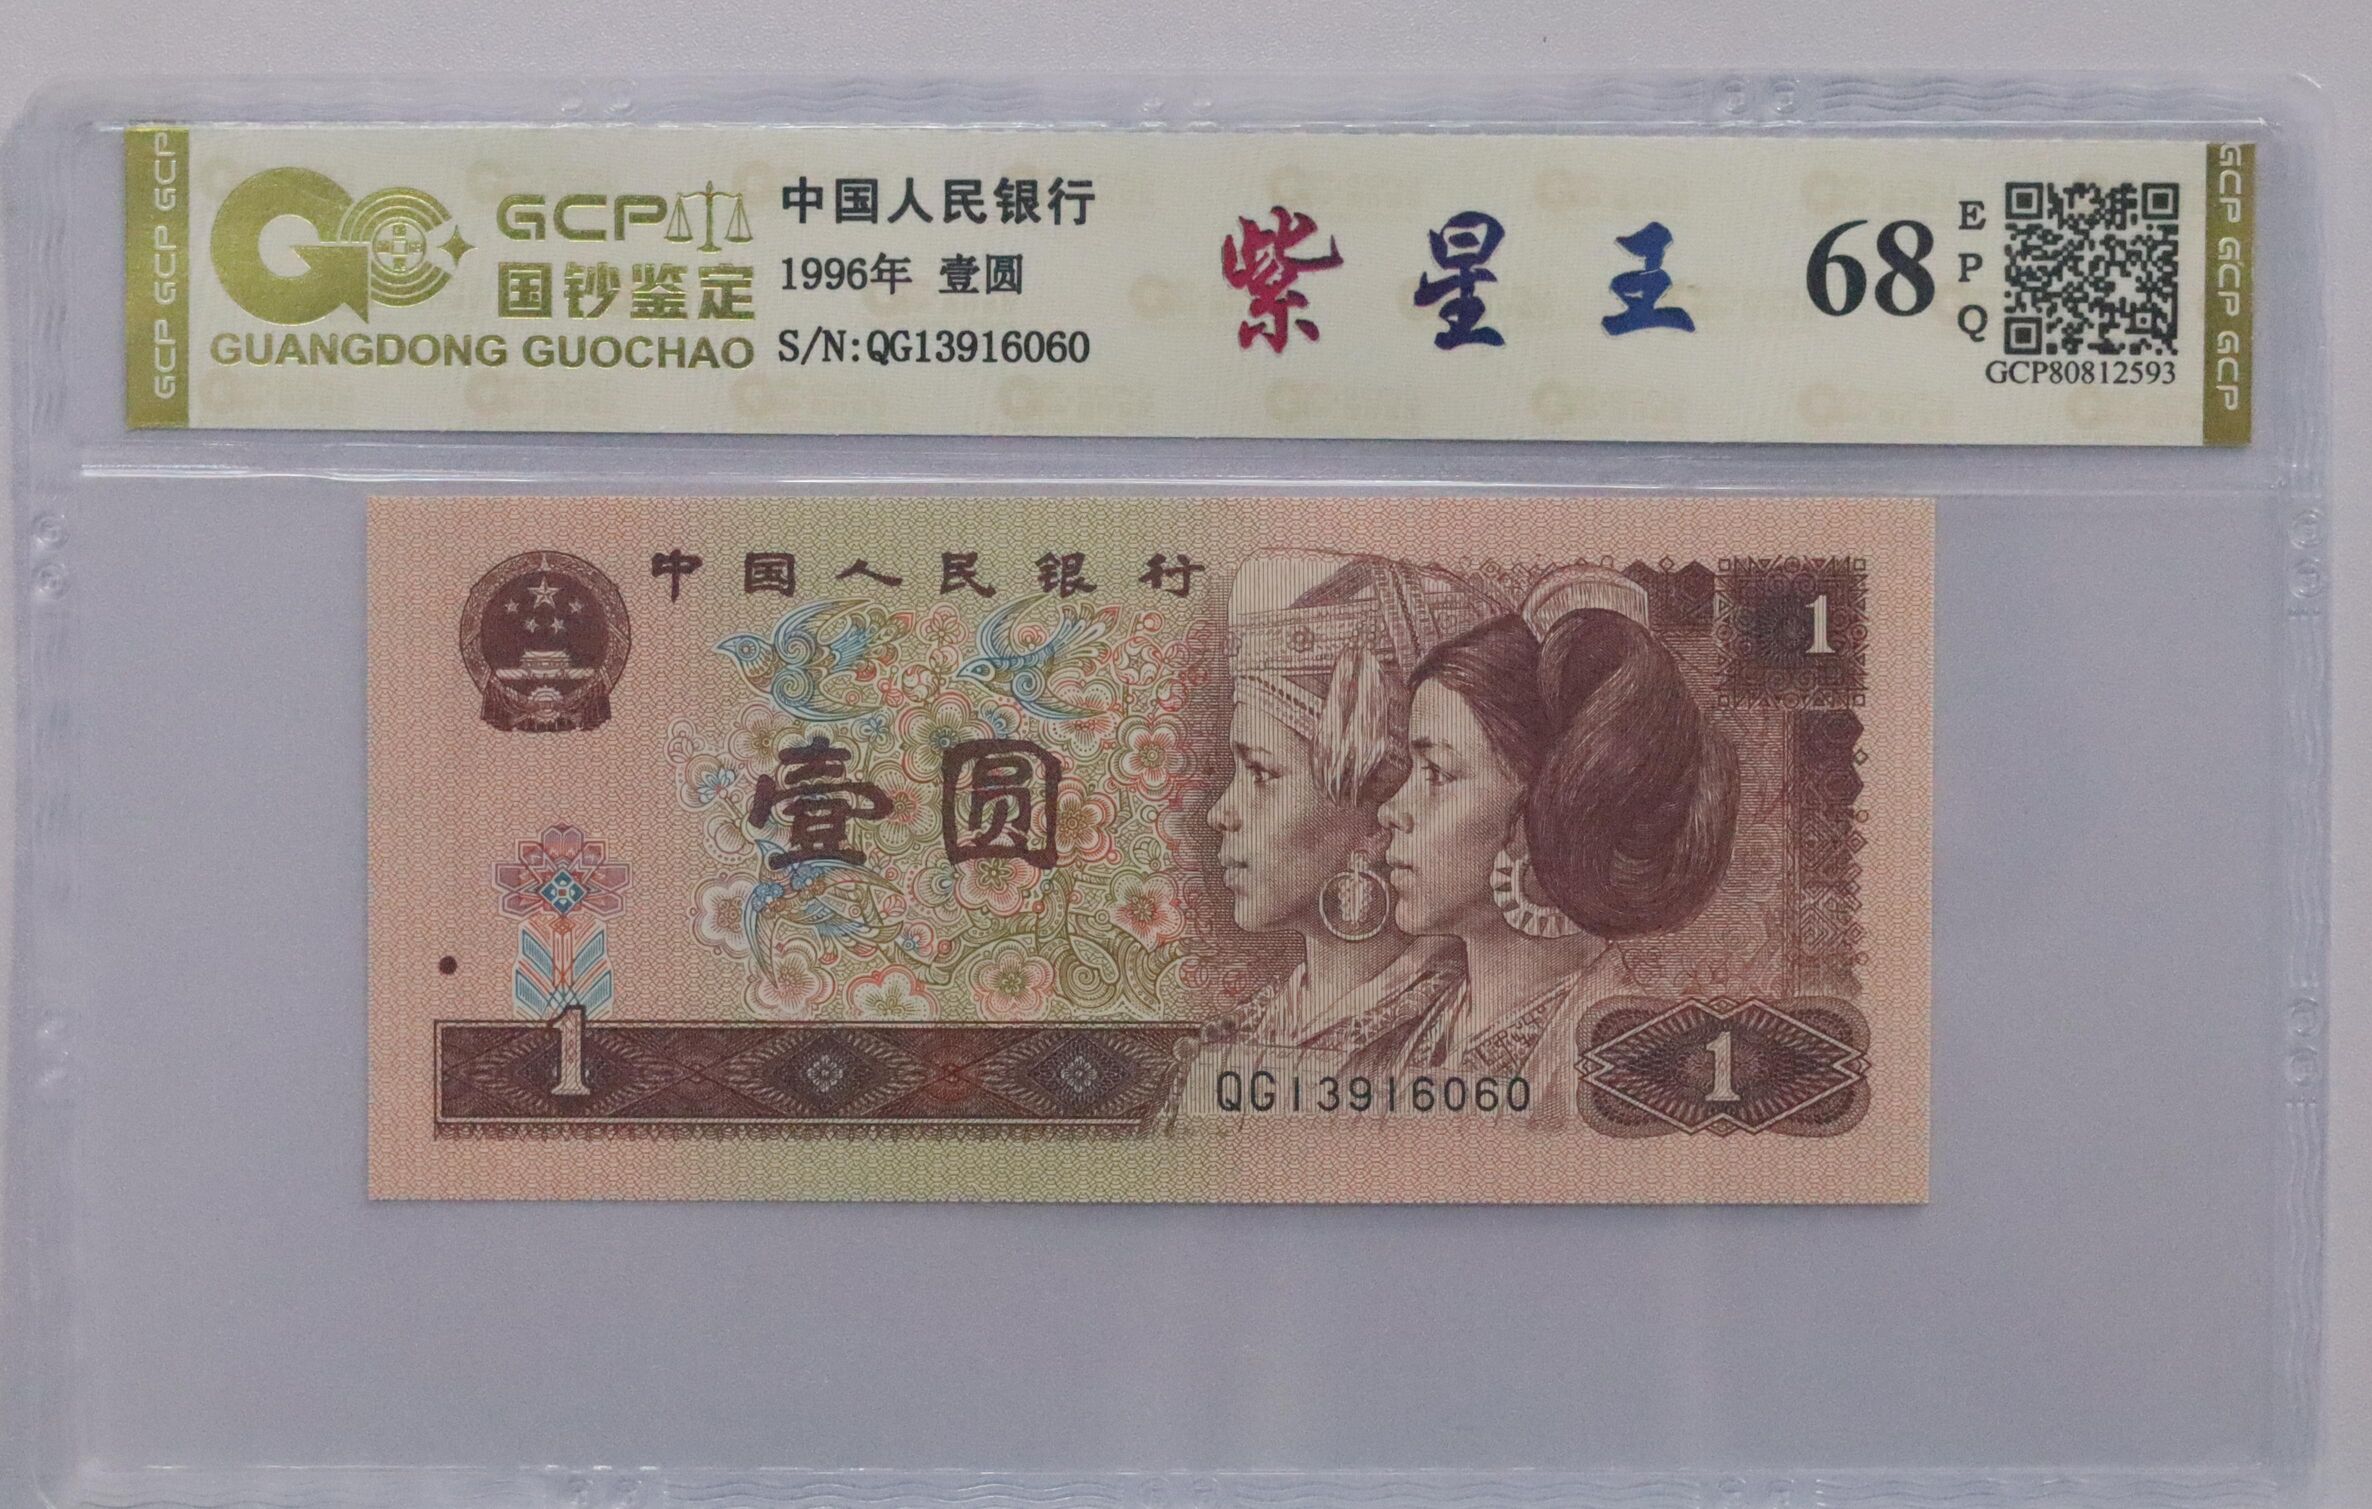 GCP GCP GCP
GCP
国钞鉴定
GUANGDONG GUOCHAO
中国人民银行
1996年 壹圆
S/N:QG13916060
紫星王
68
EPQ
GCP80812593
GCP GCP GCP
中国人民银行
1
壹圆
1
QG13916060
1